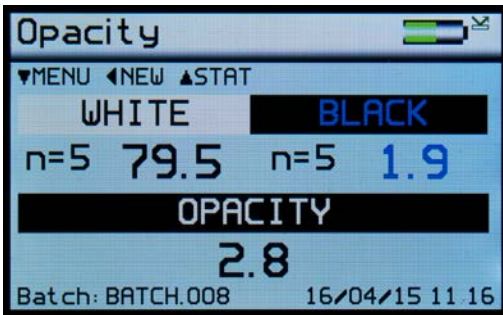 Opacity
▼MENU ◀NEW ▲STAT
WHITE BLACK
n=5 79.5 n=5 1.9
OPACITY
2.8
Batch: BATCH.008 16/04/15 11:16